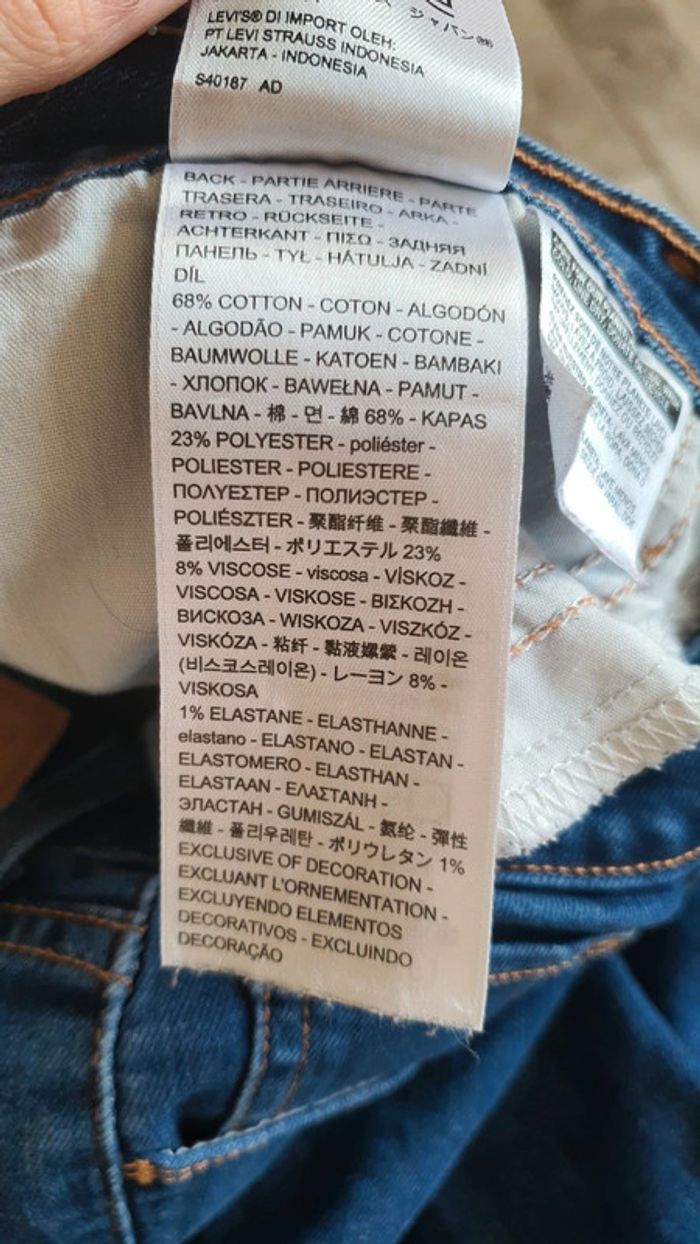 ジャパン㈱
LEVI'S® DI IMPORT OLEH:
PT LEVI STRAUSS INDONESIA
JAKARTA - INDONESIA
S40187 AD
BACK - PARTIE ARRIERE - PARTE
TRASERA - TRASEIRO - ARKA -
RETRO - RÜCKSEITE -
ACHTERKANT - ΠΙΣΩ - ЗАДНЯЯ
ПАНЕЛЬ - TYŁ - HÁTULJA - ZADNÍ
DÍL
68% COTTON - COTON - ALGODÓN
- ALGODÃO - PAMUK - COTONE -
BAUMWOLLE - KATOEN - BAMBAKI
- ХЛОПОК - BAWEŁNA - PAMUT -
BAVLNA - 棉 - 면 - 綿 68% - KAPAS
23% POLYESTER - poliéster -
POLIESTER - POLIESTERE -
ΠΟΛΥΕΣΤΕΡ - ПОЛИЭСТЕР -
POLIÉSZTER - 聚酯纤维 - 聚酯纖維 -
폴리에스터 - ポリエステル 23%
8% VISCOSE - viscosa - VİSKOZ -
VISCOSA - VISKOSE - ΒΙΣΚΟΖΗ -
ВИСКОЗА - WISKOZA - VISZKÓZ -
VISKÓZA - 粘纤 - 黏液嫘縈 - 레이온
(비스코스레이온) - レーヨン 8% -
VISKOSA
1% ELASTANE - ELASTHANNE -
elastano - ELASTANO - ELASTAN -
ELASTOMERO - ELASTHAN -
ELASTAAN - ΕΛΑΣΤΑΝΗ -
ЭЛАСТАН - GUMISZÁL - 氨纶 - 彈性
纖維 - 폴리우레탄 - ポリウレタン 1%
EXCLUSIVE OF DECORATION -
EXCLUANT L'ORNEMENTATION -
EXCLUYENDO ELEMENTOS
DECORATIVOS - EXCLUINDO
DECORAÇÃO